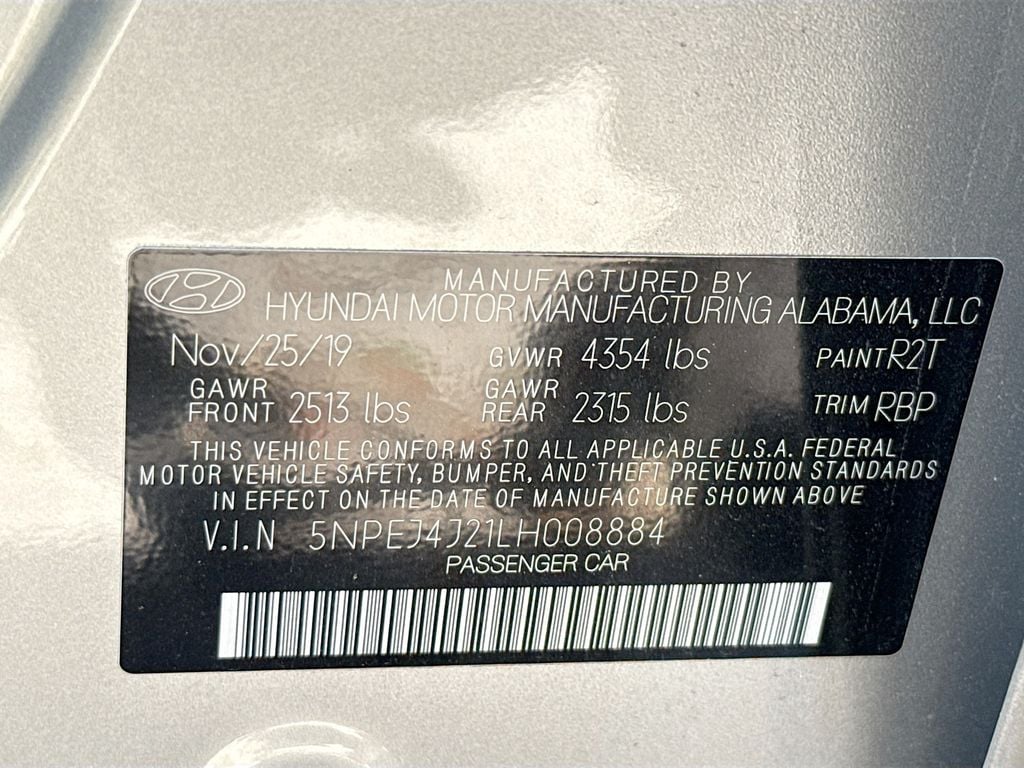 MANUFACTURED BY
HYUNDAI MOTOR MANUFACTURING ALABAMA, LLC
Nov/25/19 GVWR 4354 lbs PAINT R2T
GAWR FRONT 2513 lbs GAWR REAR 2315 lbs TRIM RBP
THIS VEHICLE CONFORMS TO ALL APPLICABLE U.S.A. FEDERAL
MOTOR VEHICLE SAFETY, BUMPER, AND THEFT PREVENTION STANDARDS
IN EFFECT ON THE DATE OF MANUFACTURE SHOWN ABOVE
V.I.N 5NPEJ4J21LH008884
PASSENGER CAR